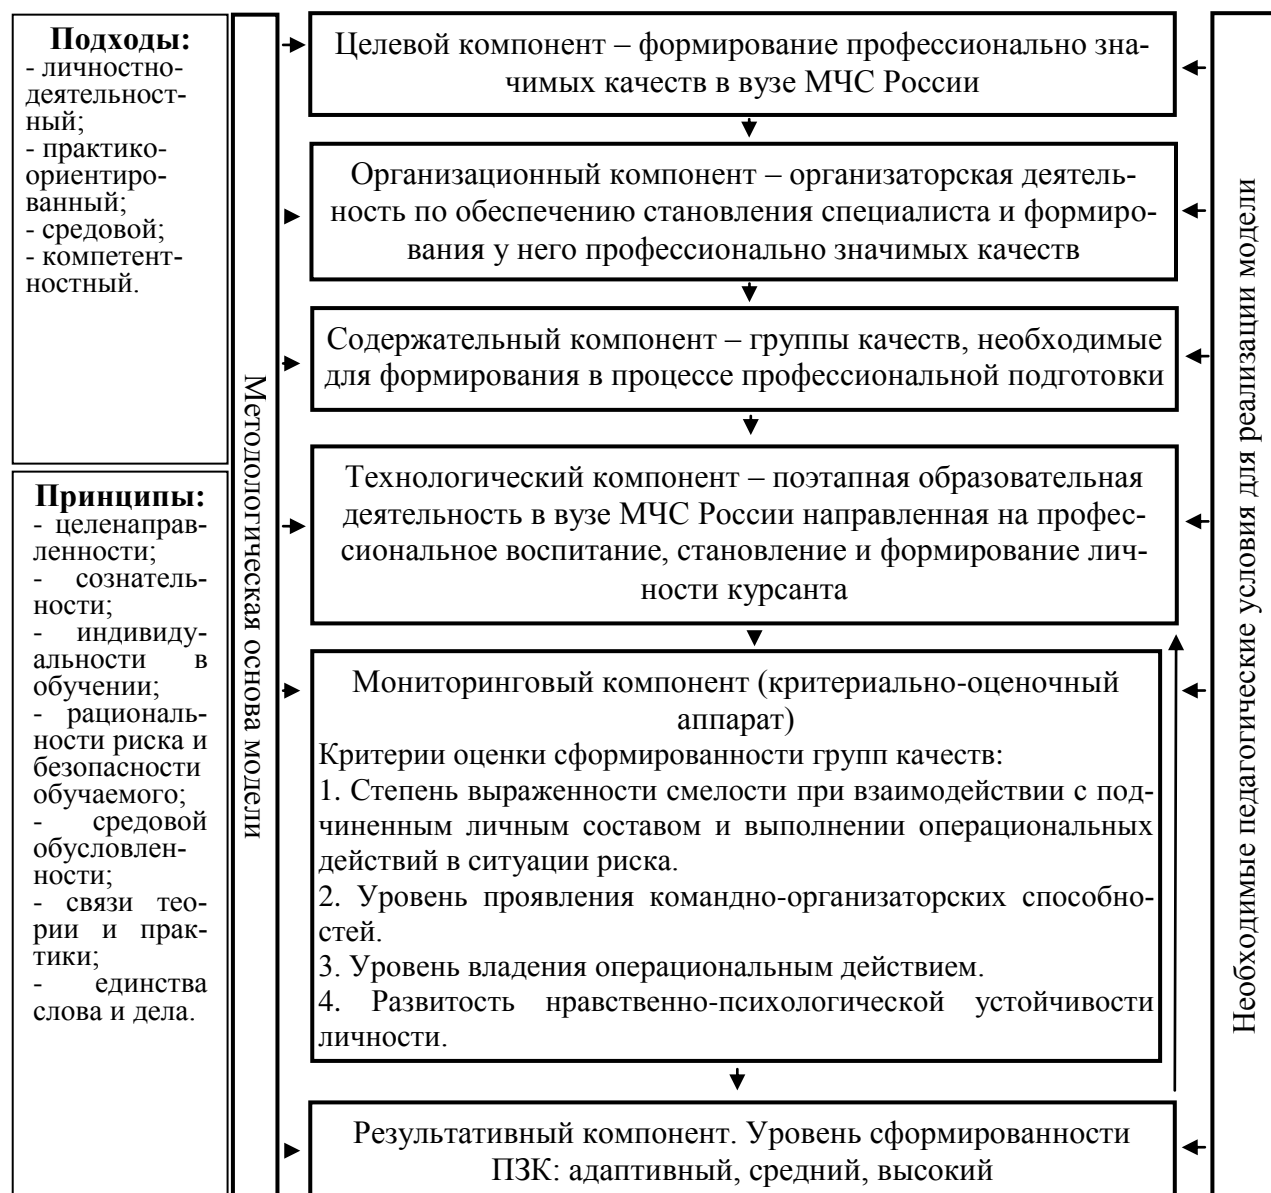 Подходы:
- личностно-
деятельност-
ный;
- практико-
ориентиро-
ванный;
- средовой;
- компетент-
ностный.
Принципы:
- целенаправ-
ленности;
- сознатель-
ности;
- индивиду-
альности в
обучении;
- рациональ-
ности риска и
безопасности
обучаемого;
- средовой
обусловлен-
ности;
- связи тео-
рии и прак-
тики;
- единства
слова и дела.
Методологическая основа модели
Целевой компонент – формирование профессионально зна-
чимых качеств в вузе МЧС России
Организационный компонент – организаторская деятель-
ность по обеспечению становления специалиста и формиро-
вания у него профессионально значимых качеств
Содержательный компонент – группы качеств, необходимые
для формирования в процессе профессиональной подготовки
Технологический компонент – поэтапная образовательная
деятельность в вузе МЧС России направленная на профес-
сиональное воспитание, становление и формирование лич-
ности курсанта
Мониторинговый компонент (критериально-оценочный
аппарат)
Критерии оценки сформированности групп качеств:
1. Степень выраженности смелости при взаимодействии с под-
чиненным личным составом и выполнении операциональных
действий в ситуации риска.
2. Уровень проявления командно-организаторских способно-
стей.
3. Уровень владения операциональным действием.
4. Развитость нравственно-психологической устойчивости
личности.
Результативный компонент. Уровень сформированности
ПЗК: адаптивный, средний, высокий
Необходимые педагогические условия для реализации модели